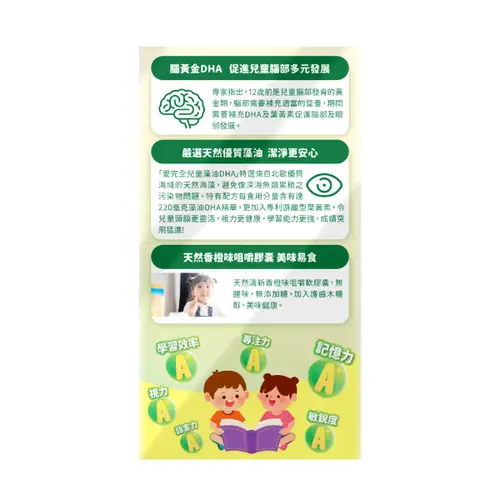 腦黃金DHA 促進兒童腦部多元發展
專家指出，12歲前是兒童腦部發育的黃
金期，腦部需要補充適當的營養，期間
需要補充DHA及葉黃素促進腦部及眼
部發展。
嚴選天然優質藻油 潔淨更安心
「愛完全兒童藻油DHA」特選來自北歐優質
海域的天然海藻，避免像深海魚類累積之
污染物問題。特有配方每食用分量含有達
220毫克藻油DHA精華，更加入專利游離型葉黃素，令
兒童頭腦更靈活，視力更健康，學習能力更強，成績突
飛猛進!
天然香橙味咀嚼膠囊 美味易食
天然清新香橙味咀嚼軟膠囊。無
腥味，無添加糖，加入護齒木糖
醇，美味健康。
學習效率
A
專注力
A
記憶力
A
視力
A
語言力
A
敏銳度
A